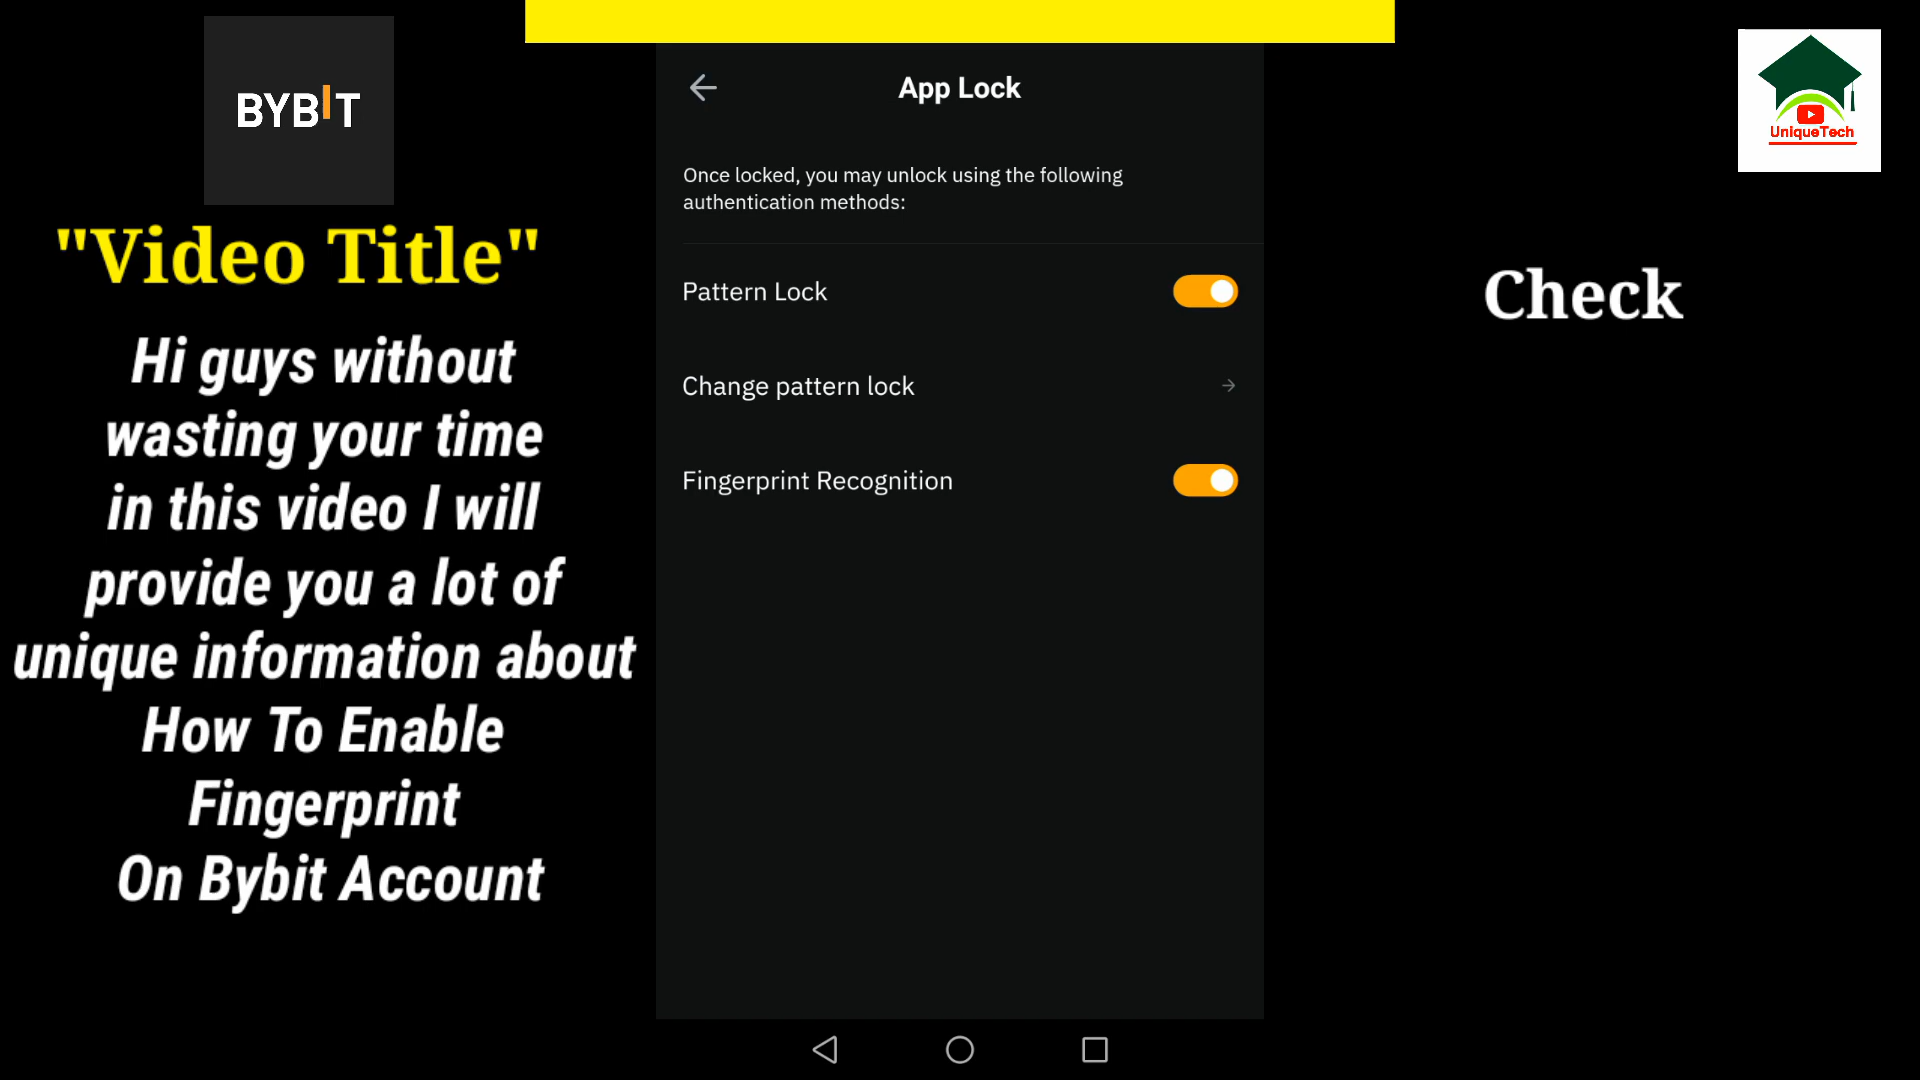 BYBIT
"Video Title"
Hi guys without
wasting your time
in this video I will
provide you a lot of
unique information about
How To Enable
Fingerprint
On Bybit Account
App Lock
Once locked, you may unlock using the following
authentication methods:
Pattern Lock
Change pattern lock
Fingerprint Recognition
UniqueTech
Check